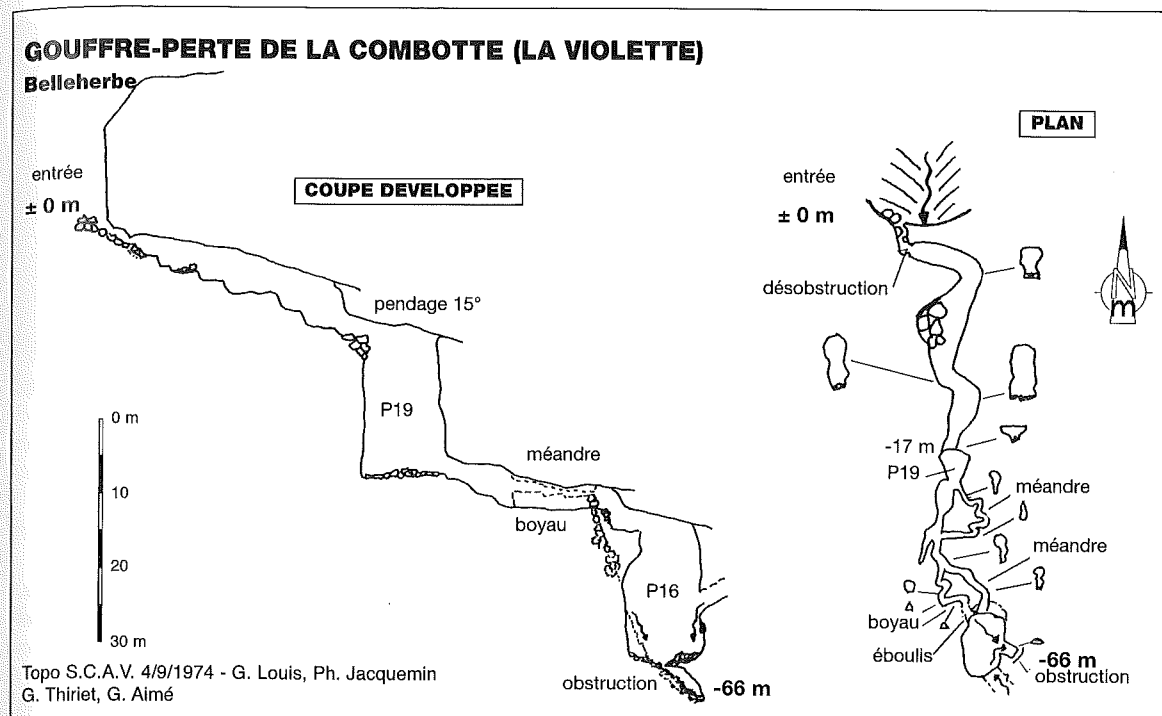 GOUFFRE-PERTE DE LA COMBOTTE (LA VIOLETTE)
Belleherbe
entrée
± 0 m
COUPE DEVELOPPEE
pendage 15°
P19
méandre
boyau
P16
obstruction
-66 m
0 m
10
20
30 m
Topo S.C.A.V. 4/9/1974 - G. Louis, Ph. Jacquemin
G. Thiriet, G. Aimé
PLAN
entrée
± 0 m
désobstruction
-17 m
P19
méandre
méandre
boyau
éboulis
-66 m
obstruction
N
m